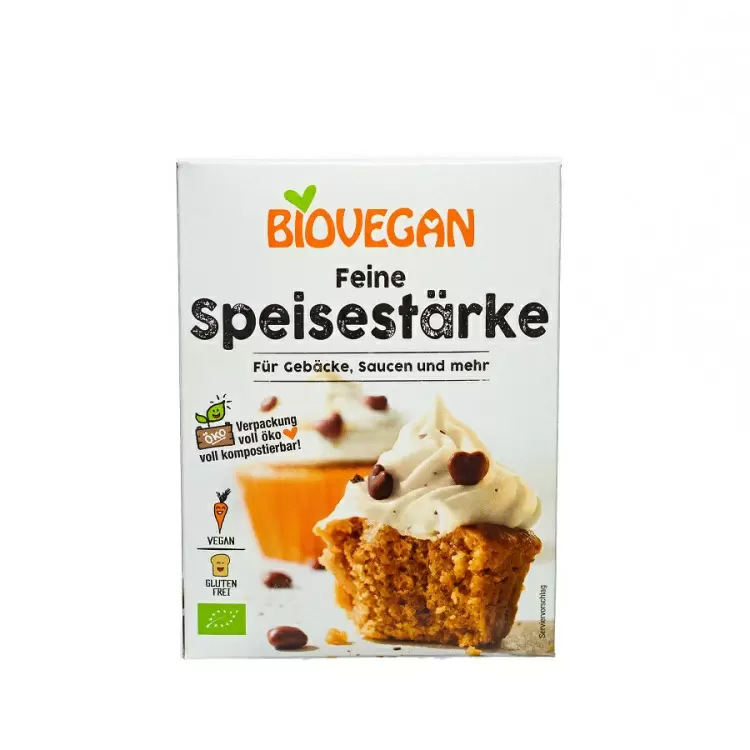 BIOVEGAN
Feine
Speisestärke
Für Gebäcke, Saucen und mehr
ÖKO
Verpackung
voll öko
voll kompostierbar!
VEGAN
GLUTEN
FREI
Serviervorschlag